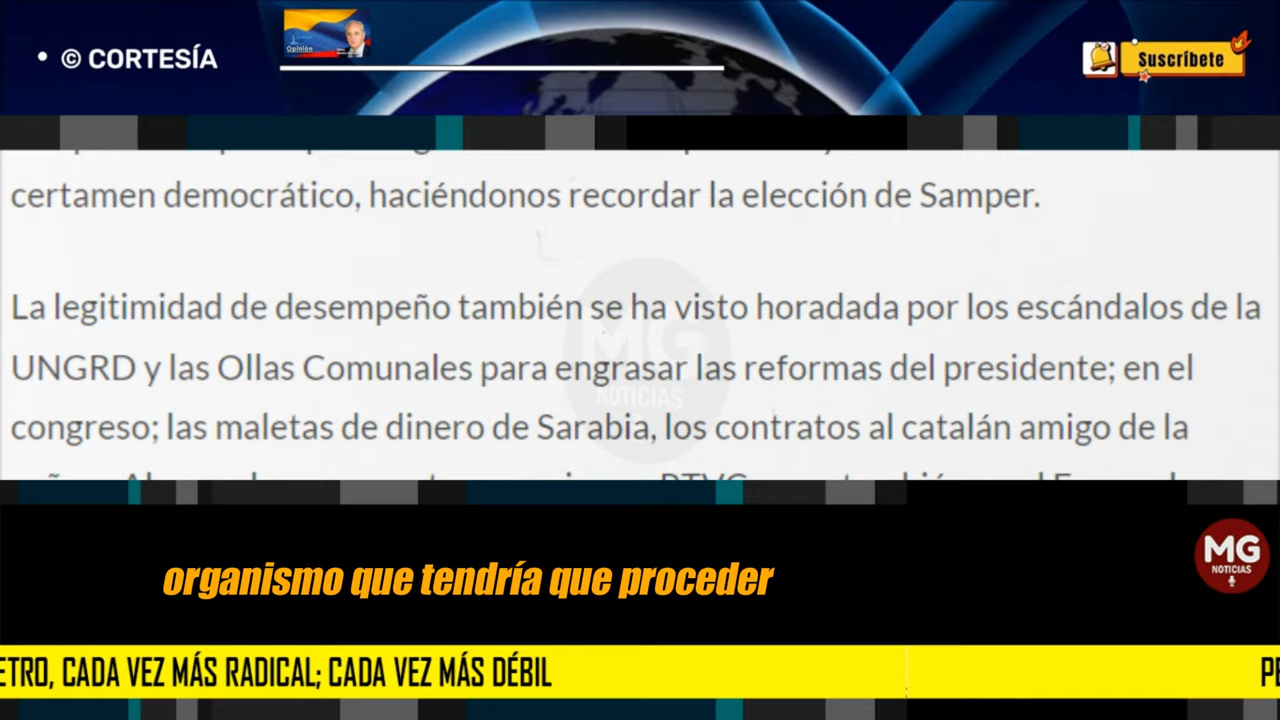 • © CORTESÍA
Opinión
Suscríbete
certamen democrático, haciéndonos recordar la elección de Samper.
La legitimidad de desempeño también se ha visto horadada por los escándalos de la
UNGRD y las Ollas Comunales para engrasar las reformas del presidente; en el
congreso; las maletas de dinero de Sarabia, los contratos al catalán amigo de la
MG
NOTICIAS
organismo que tendría que proceder
MG
NOTICIAS
ETRO, CADA VEZ MÁS RADICAL; CADA VEZ MÁS DÉBIL
PE